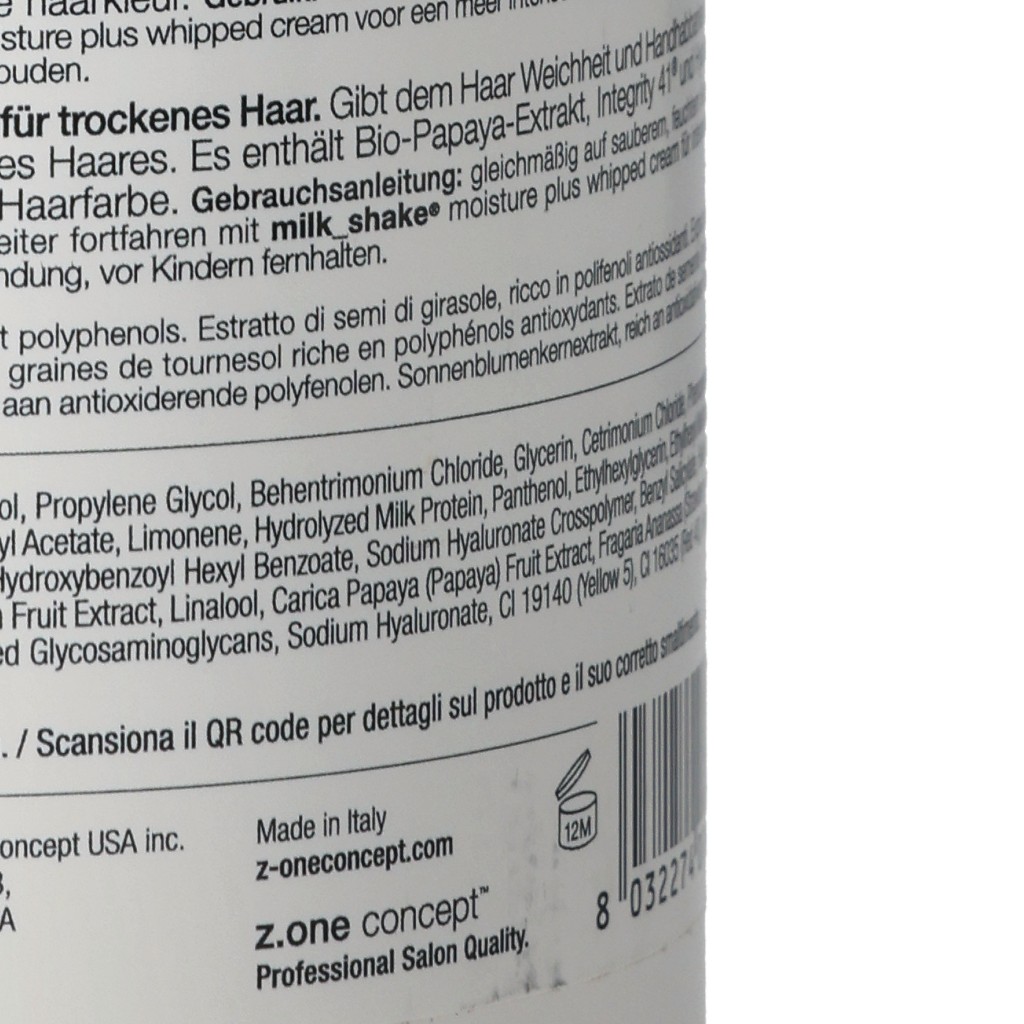 sture plus whipped cream voor een meer
ouden.
für trockenes Haar. Gibt dem Haar Weichheit und
es Haares. Es enthält Bio-Papaya-Extrakt, Integrity 41® und
Haarfarbe. Gebrauchsanleitung: gleichmäßig auf sauberem,
eiter fortfahren mit milk_shake® moisture plus whipped cream für
ndung, vor Kindern fernhalten.
t polyphenols. Estratto di semi di girasole, ricco in polifenoli antiossidanti.
graines de tournesol riche en polyphénols antioxydants. Extrato de
aan antioxiderende polyfenolen. Sonnenblumenkernextrakt, reich an
ol, Propylene Glycol, Behentrimonium Chloride, Glycerin, Cetrimonium Chloride,
yl Acetate, Limonene, Hydrolyzed Milk Protein, Panthenol, Ethylhexylglycerin,
Hydroxybenzoyl Hexyl Benzoate, Sodium Hyaluronate Crosspolymer, Benzyl
Fruit Extract, Linalool, Carica Papaya (Papaya) Fruit Extract, Fragaria Ananassa
ed Glycosaminoglycans, Sodium Hyaluronate, CI 19140 (Yellow 5), CI 16035
. / Scansiona il QR code per dettagli sul prodotto e il suo corretto smaltimento
oncept USA inc.
A
Made in Italy
z-oneconcept.com
z.one concept™
Professional Salon Quality.
12M
8 032274